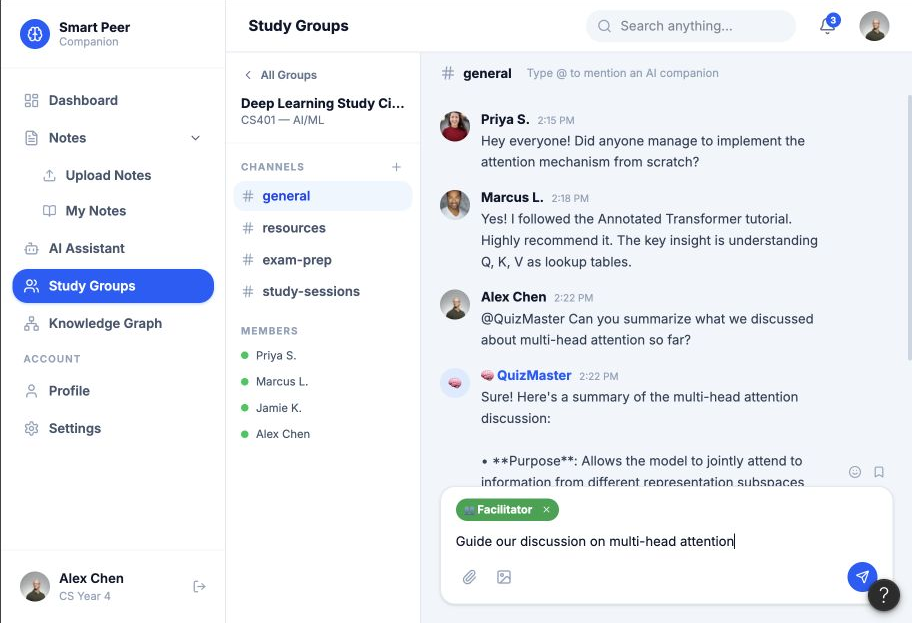 Smart Peer
Companion
Dashboard
Notes
Upload Notes
My Notes
AI Assistant
Study Groups
Knowledge Graph
ACCOUNT
Profile
Settings
Alex Chen
CS Year 4
Study Groups
Search anything...
3
All Groups
Deep Learning Study Ci...
CS401 — AI/ML
CHANNELS
# general
# resources
# exam-prep
# study-sessions
MEMBERS
Priya S.
Marcus L.
Jamie K.
Alex Chen
# general Type @ to mention an AI companion
Priya S. 2:15 PM
Hey everyone! Did anyone manage to implement the
attention mechanism from scratch?
Marcus L. 2:18 PM
Yes! I followed the Annotated Transformer tutorial.
Highly recommend it. The key insight is understanding
Q, K, V as lookup tables.
Alex Chen 2:22 PM
@QuizMaster Can you summarize what we discussed
about multi-head attention so far?
🧠 QuizMaster 2:22 PM
Sure! Here's a summary of the multi-head attention
discussion:
• **Purpose**: Allows the model to jointly attend to
information from different representation subspaces
Facilitator ×
Guide our discussion on multi-head attention
?